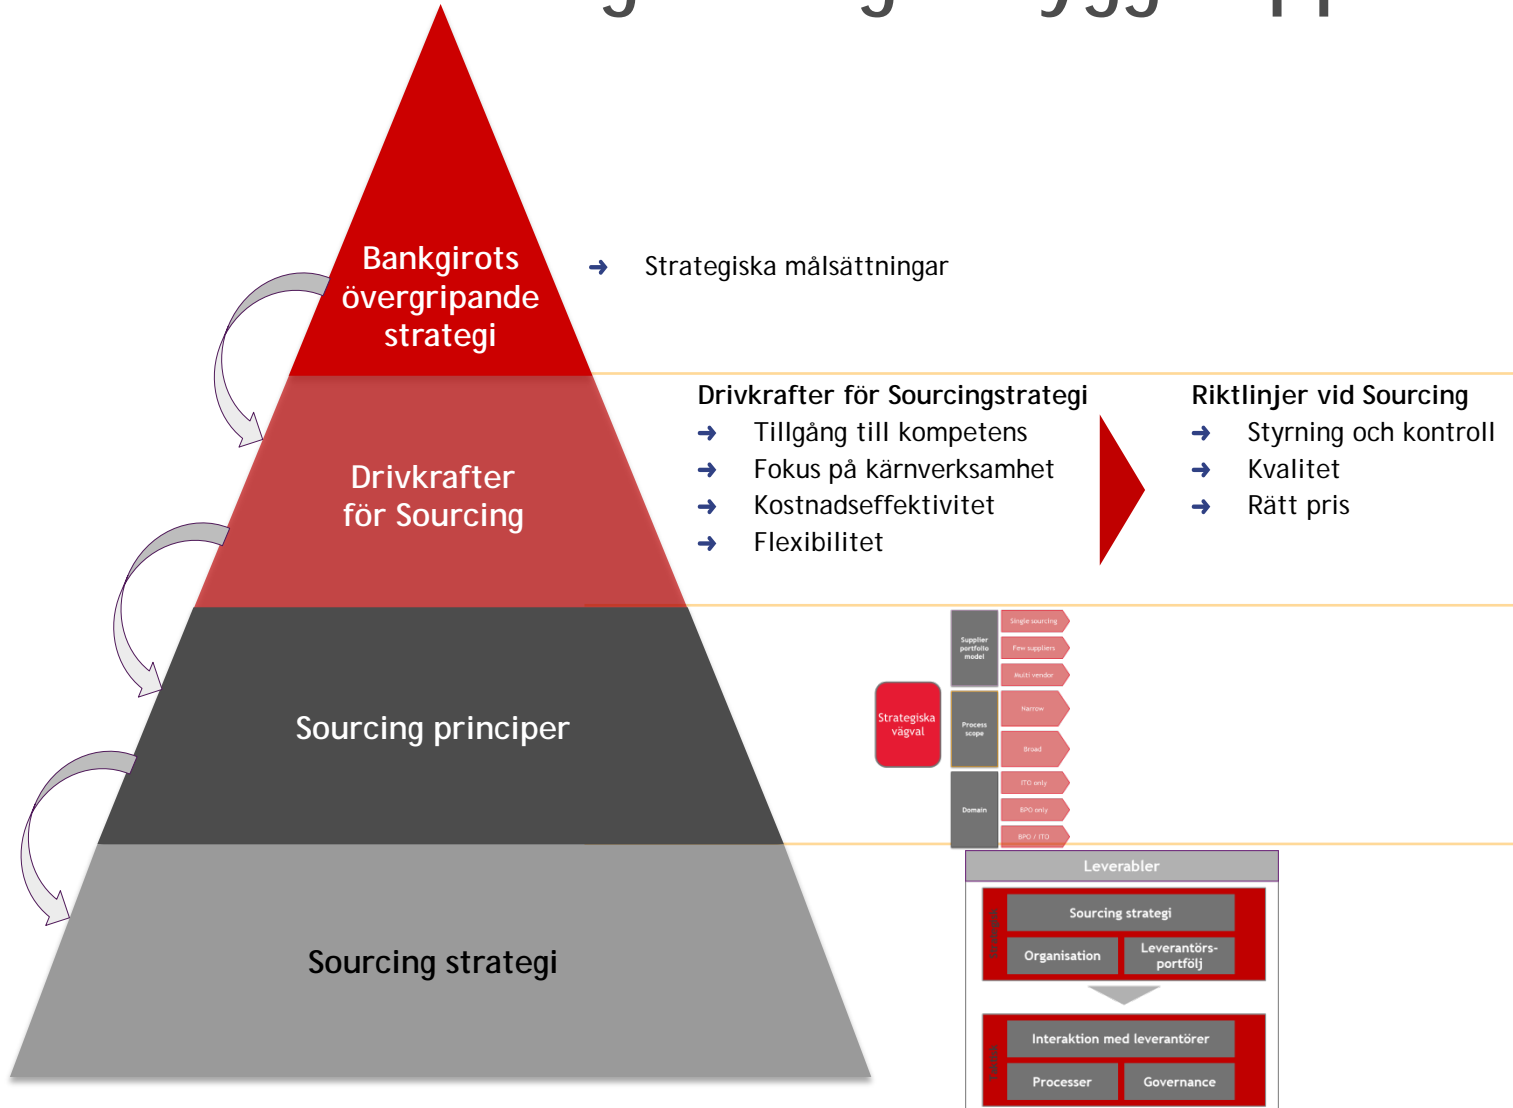 Bankgirots
övergripande
strategi
→ Strategiska målsättningar
Drivkrafter
för Sourcing
Drivkrafter för Sourcingstrategi
→ Tillgång till kompetens
→ Fokus på kärnverksamhet
→ Kostnadseffektivitet
→ Flexibilitet
Riktlinjer vid Sourcing
→ Styrning och kontroll
→ Kvalitet
→ Rätt pris
Sourcing principer
Strategiska
vägval
Supplier
portfolio
model
Single sourcing
Few suppliers
Multi vendor
Process
scope
Narrow
Broad
Domain
ITO only
BPO only
BPO / ITO
Sourcing strategi
Leverabler
Sourcing strategi
Organisation
Leverantörs-
portfölj
Interaktion med leverantörer
Processer
Governance